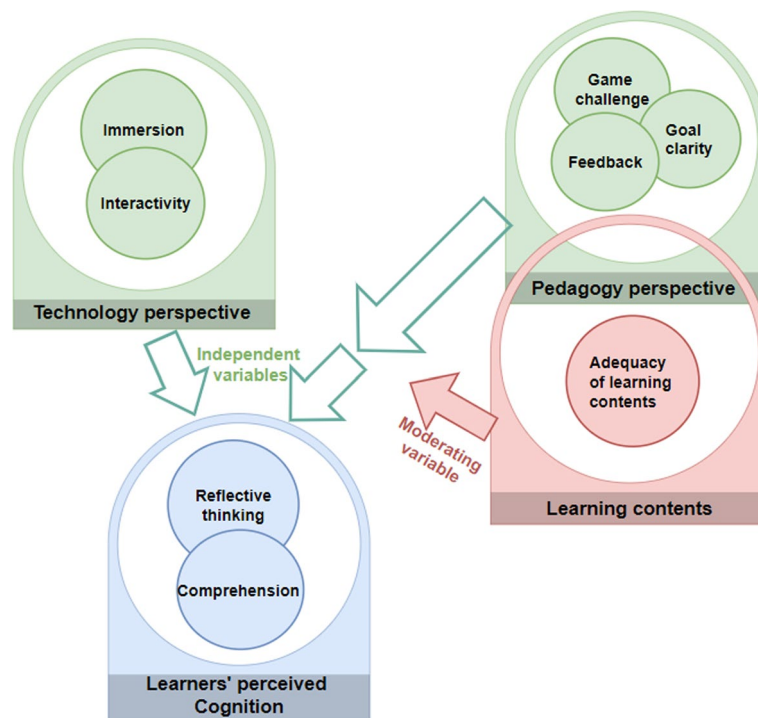 Immersion
Interactivity
Technology perspective
Game
challenge
Goal
clarity
Feedback
Pedagogy perspective
Independent
variables
Adequacy
of learning
contents
Moderating
variable
Learning contents
Reflective
thinking
Comprehension
Learners' perceived
Cognition